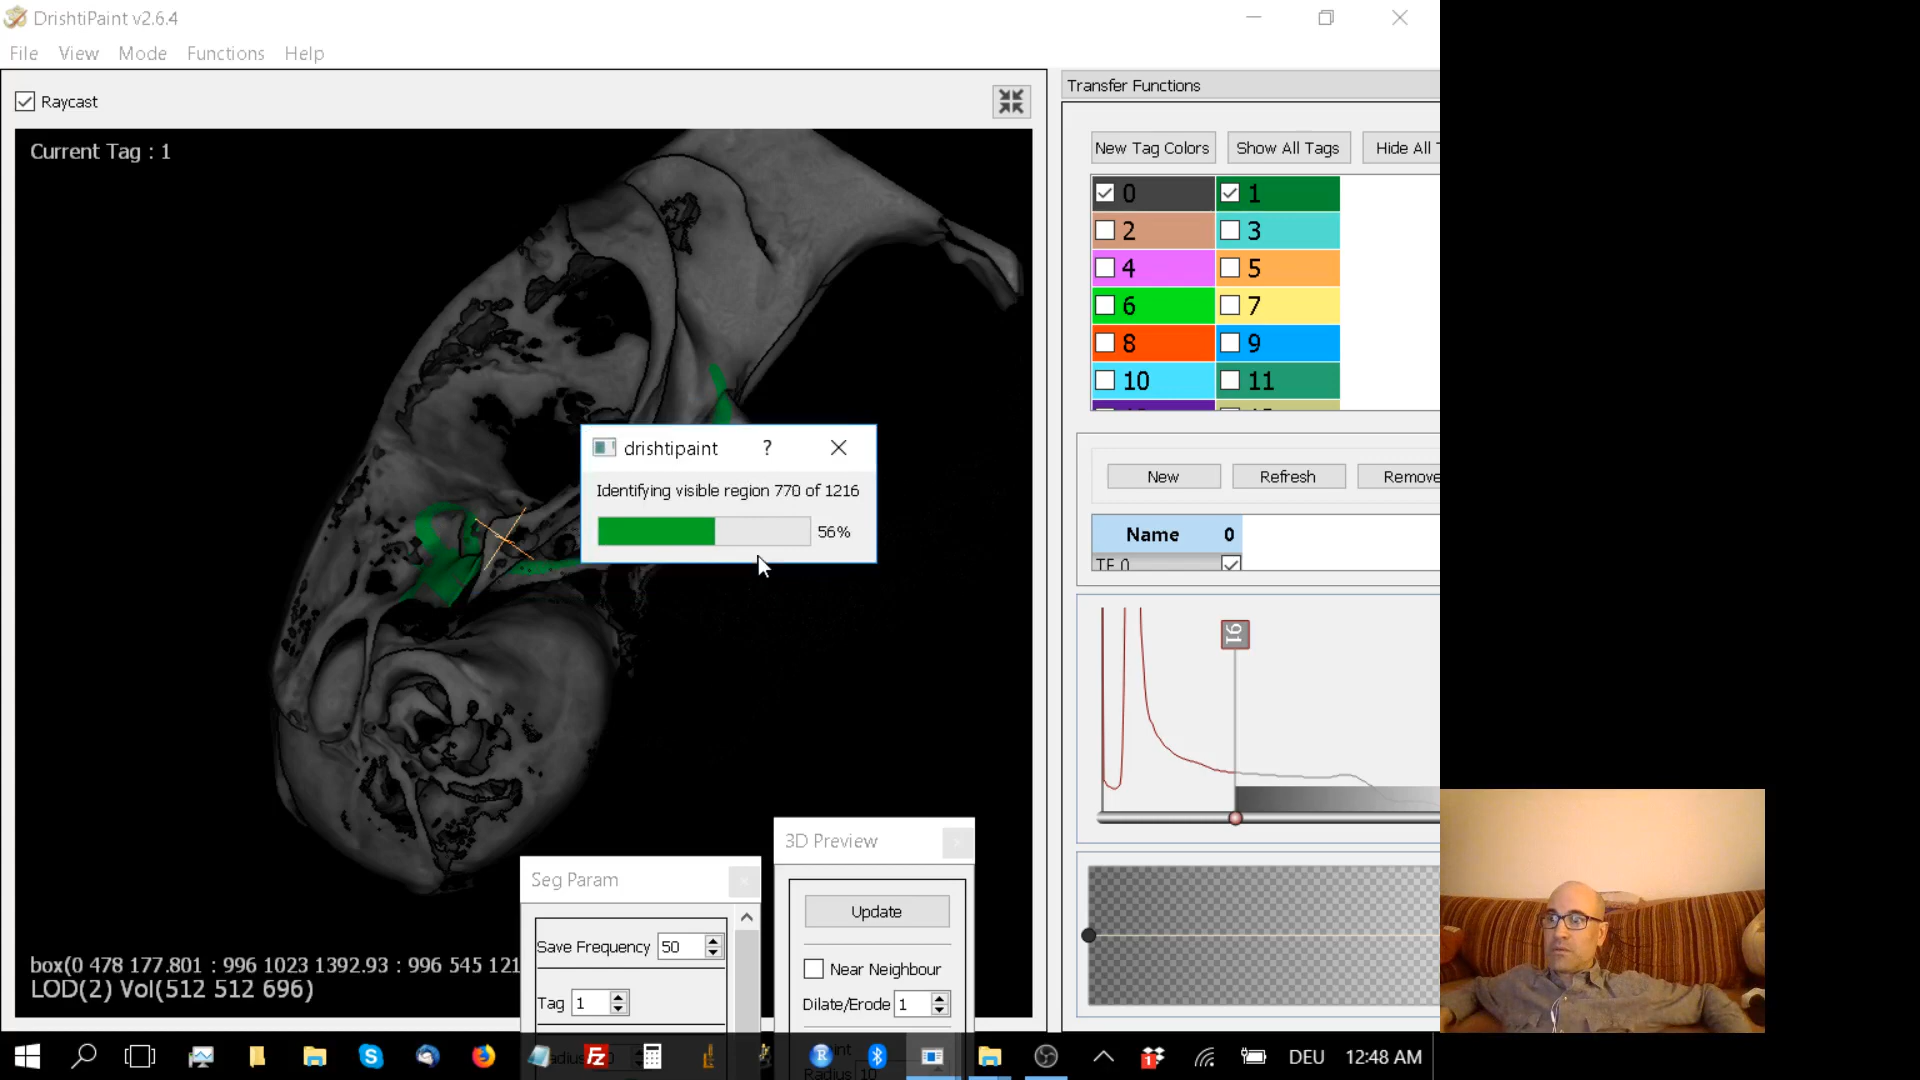 DrishtiPaint v2.6.4
File View Mode Functions Help
Raycast
Current Tag : 1
Transfer Functions
New Tag Colors
Show All Tags
Hide All
0
1
2
3
4
5
6
7
8
9
10
11
New
Refresh
Remove
Name 0
TF 0
91
drishtipaint ?
Identifying visible region 770 of 1216
56%
3D Preview
Update
Near Neighbour
Dilate/Erode 1
Radius 10
Seg Param
Save Frequency 50
Tag 1
box(0 478 177.801 : 996 1023 1392.93 : 996 545 121
LOD(2) Vol(512 512 696)
DEU 12:48 AM